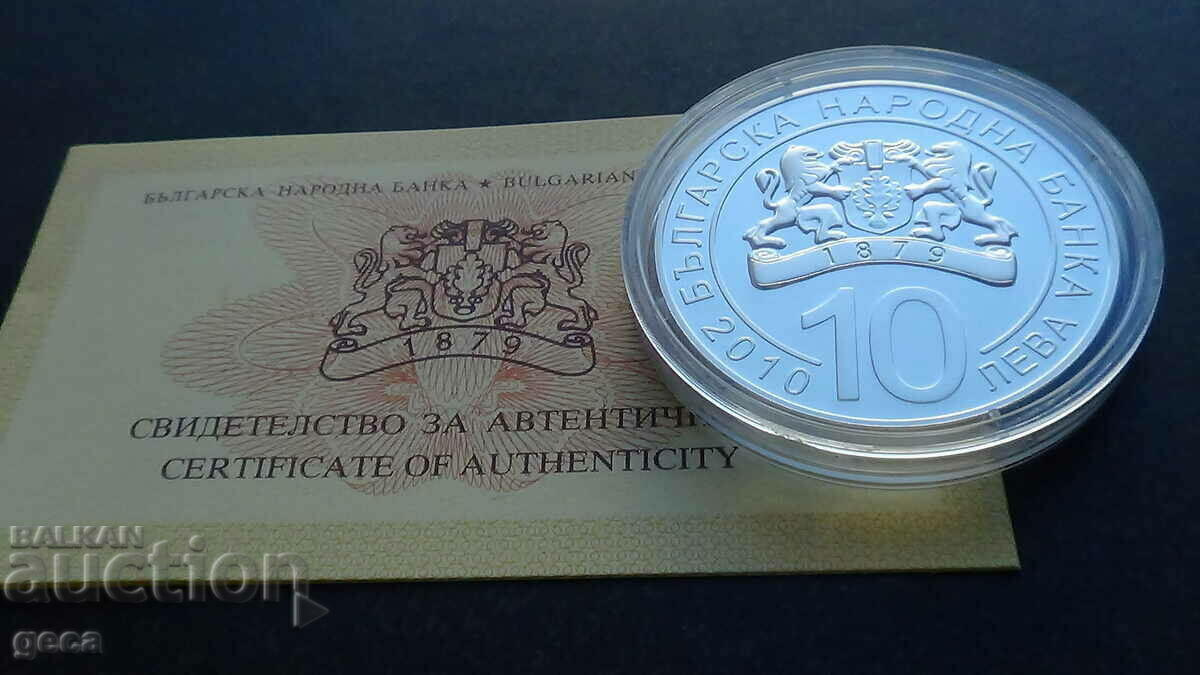 БЪЛГАРСКА НАРОДНА БАНКА ★ BULGARIAN
1879
СВИДЕТЕЛСТВО ЗА АВТЕНТИЧ
CERTIFICATE OF AUTHENTICITY
БЪЛГАРСКА НАРОДНА БАНКА
1879
10
2010
ЛЕВА
BALKAN
auction
geca